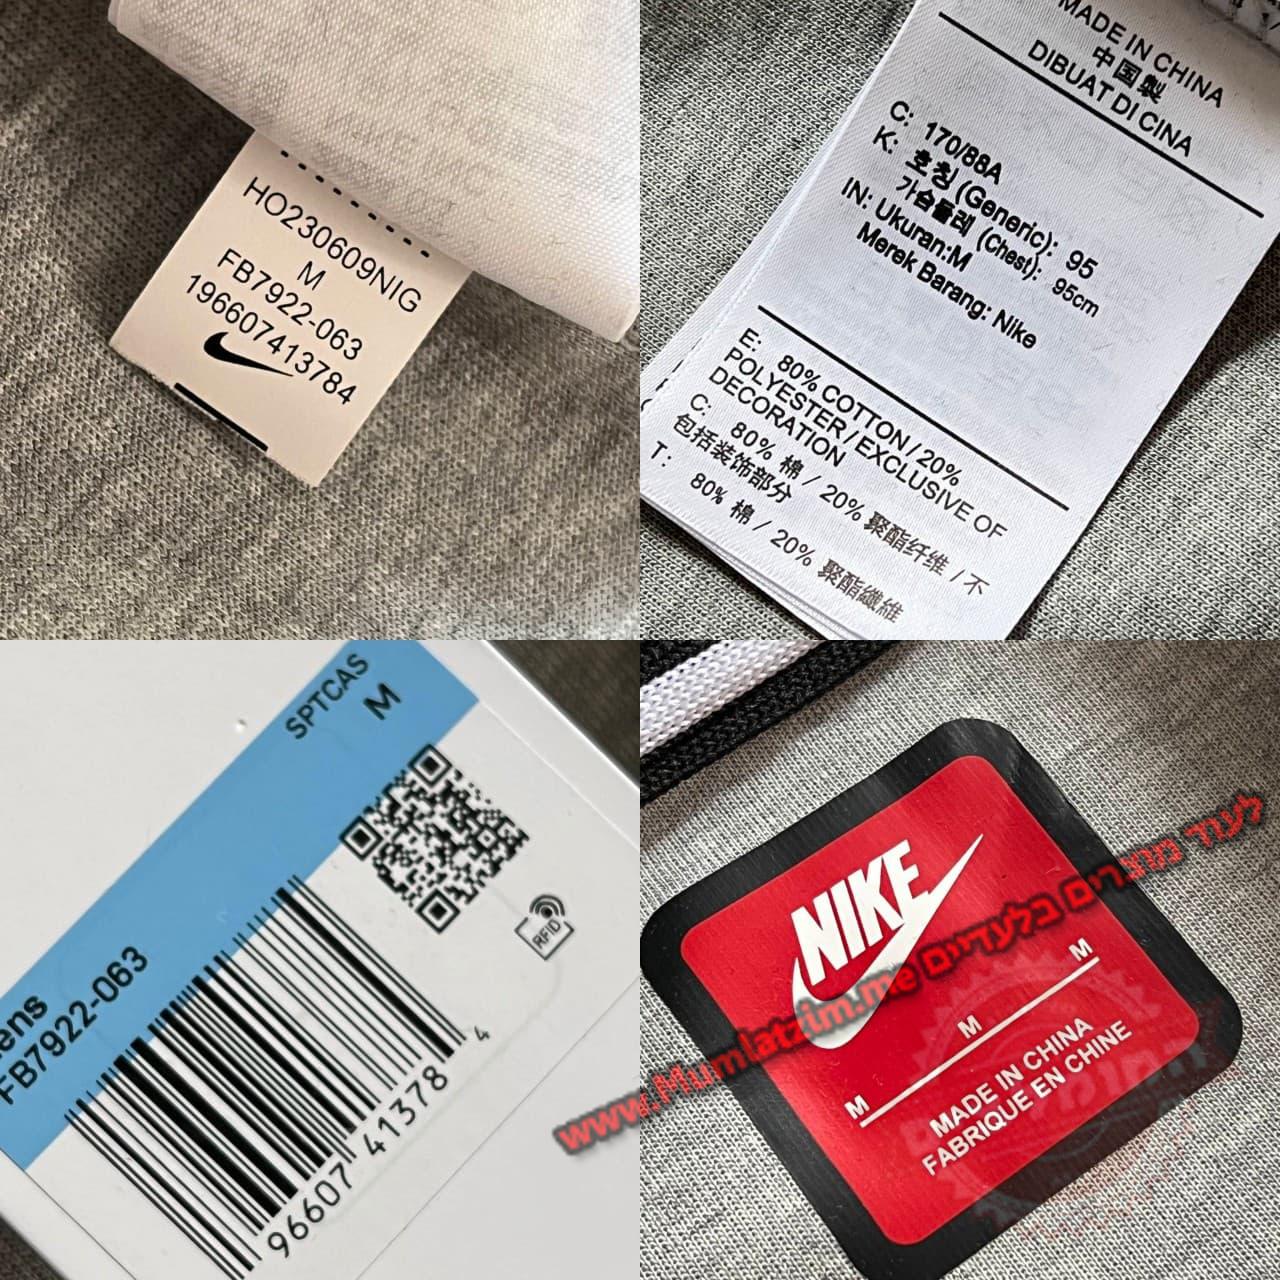 HO230609NIG
M
FB7922-063
196607413784
MADE IN CHINA
中国製
DIBUAT DI CINA
C: 170/88A
K: 호칭 (Generic): 95
가슴둘레 (Chest): 95cm
IN: Ukuran:M
Merek Barang: Nike
E: 80% COTTON / 20%
POLYESTER / EXCLUSIVE OF
DECORATION
C: 80% 棉 / 20% 聚酯纤维 / 不
包括装饰部分
T: 80% 棉 / 20% 聚酯纖維
SPTCAS
M
RFID
FB7922-063
96607 41378 4
NIKE
M M M
MADE IN CHINA
FABRIQUE EN CHINE
www.Mumlatzim.me לעוד מוצרים בלעדיים